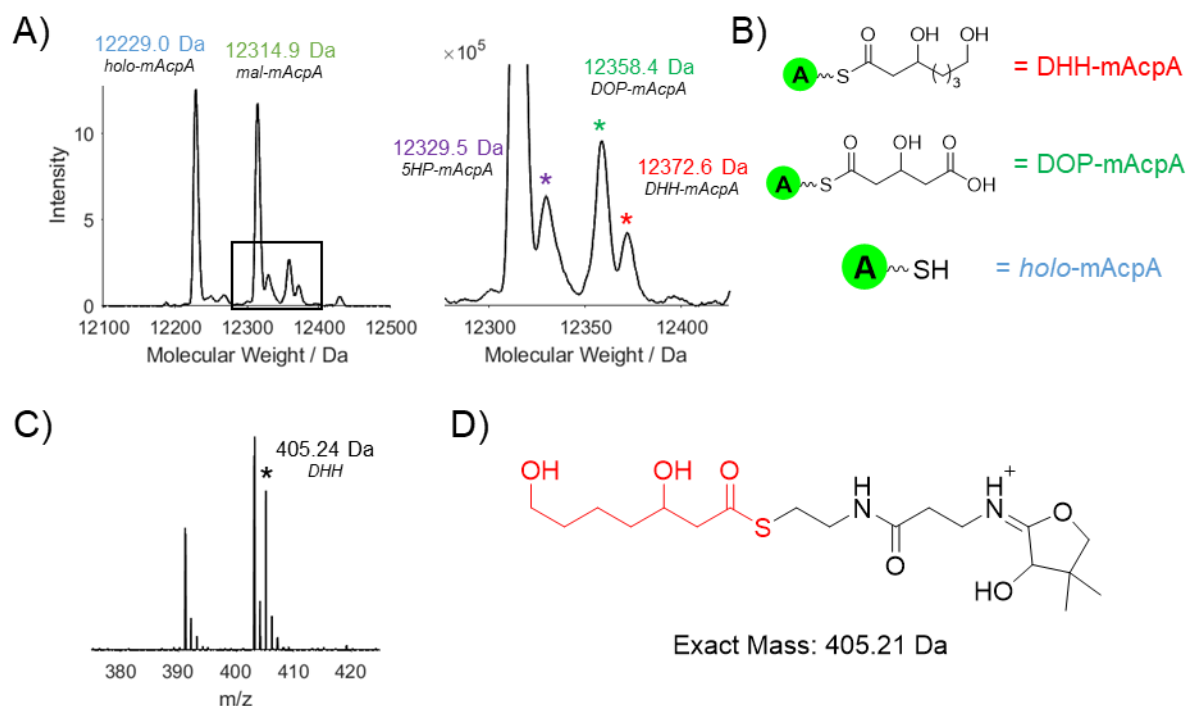 A)
12229.0 Da
holo-mAcpA
12314.9 Da
mal-mAcpA
Intensity
10
5
0
12100 12200 12300 12400 12500
Molecular Weight / Da
×10⁵
12329.5 Da
5HP-mAcpA
*
12358.4 Da
DOP-mAcpA
*
12372.6 Da
DHH-mAcpA
*
12300 12350 12400
Molecular Weight / Da
B)
O OH OH
A S ( )3
= DHH-mAcpA
O OH O
A S OH
= DOP-mAcpA
A SH
= holo-mAcpA
C)
405.24 Da
DHH
*
380 390 400 410 420
m/z
D)
OH OH O
S
H
N
O
H
N
+
O
HO
Exact Mass: 405.21 Da